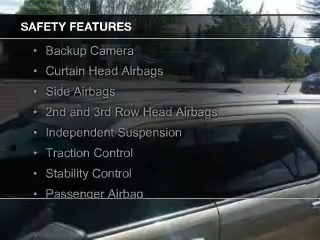 SAFETY FEATURES
• Backup Camera
• Curtain Head Airbags
• Side Airbags
• 2nd and 3rd Row Head Airbags
• Independent Suspension
• Traction Control
• Stability Control
• Passenger Airbag